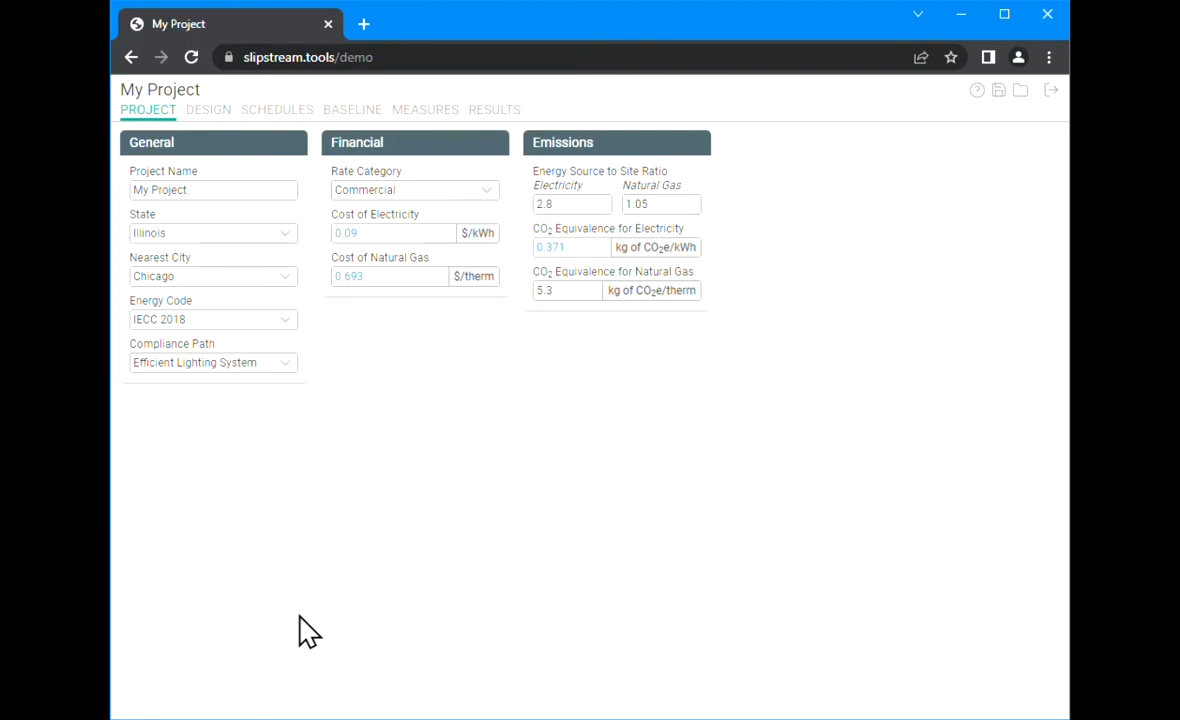 My Project
slipstream.tools/demo
My Project
PROJECT DESIGN SCHEDULES BASELINE MEASURES RESULTS
General
Project Name
My Project
State
Illinois
Nearest City
Chicago
Energy Code
IECC 2018
Compliance Path
Efficient Lighting System
Financial
Rate Category
Commercial
Cost of Electricity
0.09 $/kWh
Cost of Natural Gas
0.693 $/therm
Emissions
Energy Source to Site Ratio
Electricity Natural Gas
2.8 1.05
CO2 Equivalence for Electricity
0.371 kg of CO2e/kWh
CO2 Equivalence for Natural Gas
5.3 kg of CO2e/therm